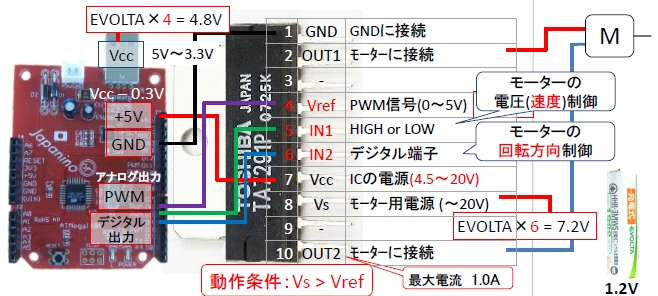 EVOLTA×4 = 4.8V
Vcc
5V～3.3V
Vcc－0.3V
+5V
GND
アナログ出力
PWM
デジタル
出力
Japanino
TOSHIBA
JAPAN
TA7291P
0725K
1 GND GNDに接続
2 OUT1 モーターに接続
3 -
4 Vref PWM信号(0～5V)
5 IN1 HIGH or LOW
6 IN2 デジタル端子
7 Vcc ICの電源(4.5～20V)
8 Vs モーター用電源 (～20V)
9 -
10 OUT2 モーターに接続
M
モーターの
電圧(速度)制御
モーターの
回転方向制御
EVOLTA×6 = 7.2V
動作条件：Vs > Vref
最大電流 1.0A
EVOLTA
1.2V